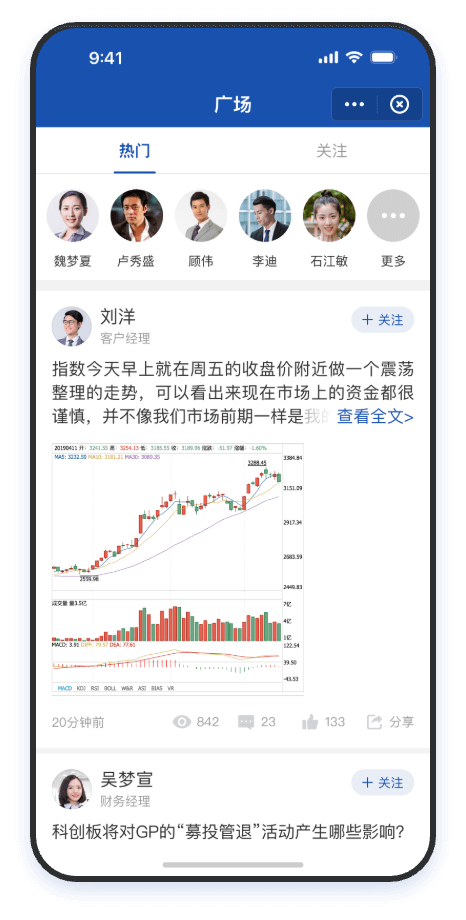 9:41
广场
热门 关注
魏梦夏 卢秀盛 顾伟 李迪 石江敏 更多
刘洋
客户经理
+ 关注
指数今天早上就在周五的收盘价附近做一个震荡
整理的走势，可以看出来现在市场上的资金都很
谨慎，并不像我们市场前期一样是我的 查看全文>
20190411 开: 3241.55 高: 3254.13 低: 3185.55 收: 3189.96 涨跌: -51.97 涨幅: -1.60%
MA5: 3232.59 MA10: 3181.21 MA30: 3089.35
3288.45
3384.84
3151.09
2917.34
2683.59
2559.98
2449.83
成交量 量3.5亿
7亿
4亿
1亿
MACD: 3.91 DIFF: 79.57 DEA: 77.61
122.54
39.50
-43.53
MACD KDJ RSI BOLL W&R ASI BIAS VR
20分钟前 842 23 133 分享
吴梦宣
财务经理
+ 关注
科创板将对GP的“募投管退”活动产生哪些影响?